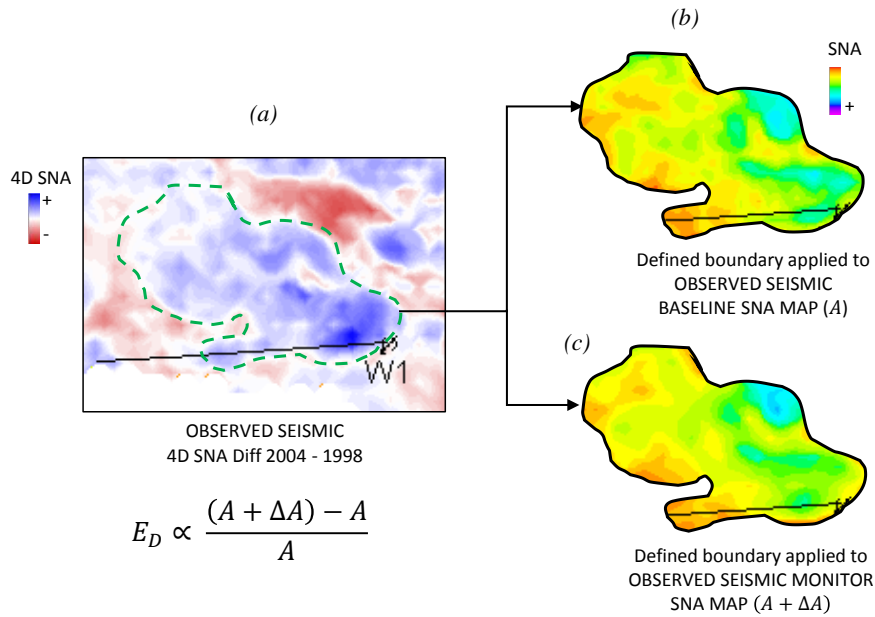 (a)
4D SNA
+
-
W1
OBSERVED SEISMIC
4D SNA Diff 2004 - 1998
E_D ∝ \frac{(A + ΔA) − A}{A}
(b)
SNA
+
Defined boundary applied to
OBSERVED SEISMIC
BASELINE SNA MAP (A)
(c)
Defined boundary applied to
OBSERVED SEISMIC MONITOR
SNA MAP (A + ΔA)